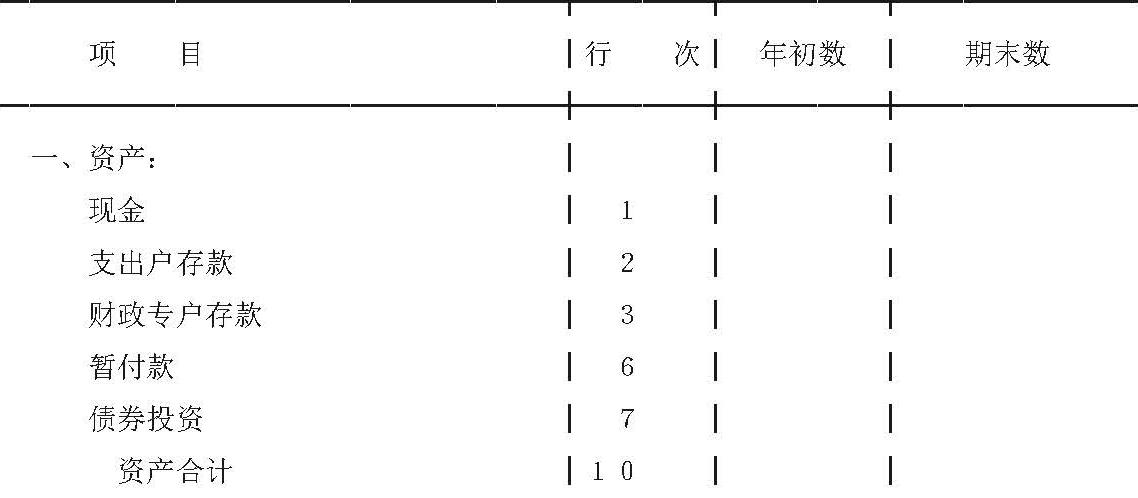 项 目 行 次 年初数 期末数
一、资产：
现金 1
支出户存款 2
财政专户存款 3
暂付款 6
债券投资 7
资产合计 10